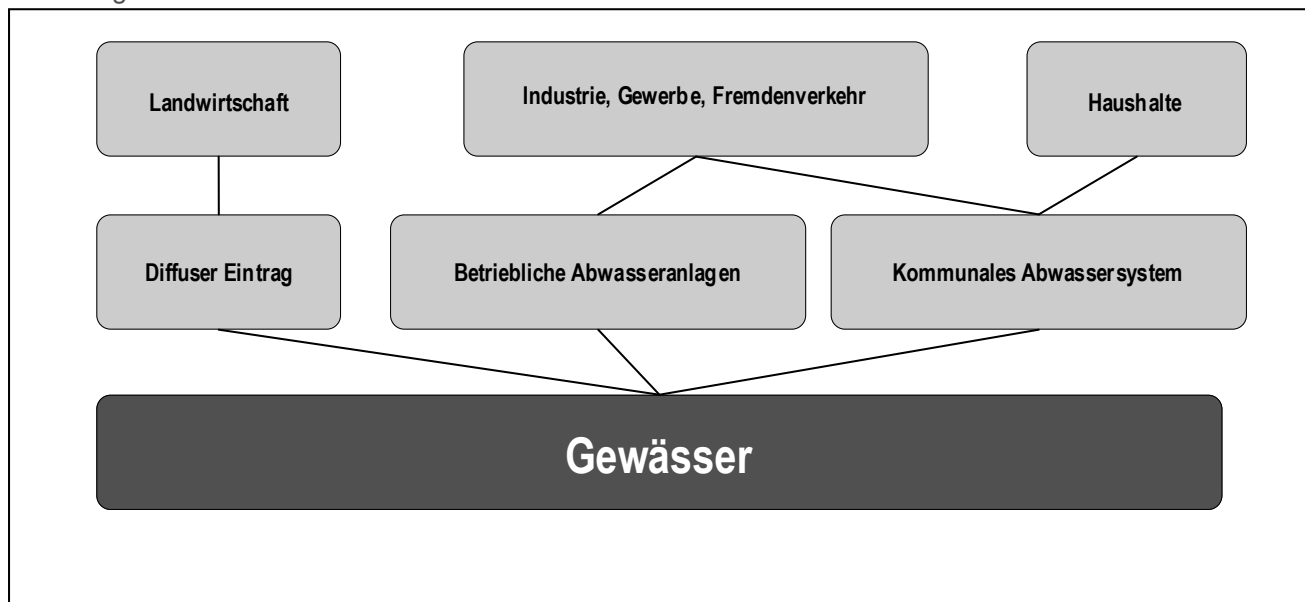 Landwirtschaft
Industrie, Gewerbe, Fremdenverkehr
Haushalte
Diffuser Eintrag
Betriebliche Abwasseranlagen
Kommunales Abwassersystem
Gewässer